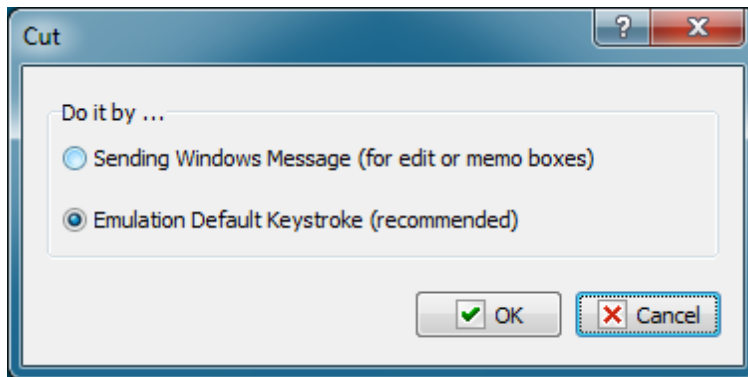 Cut
?
Do it by ...
Sending Windows Message (for edit or memo boxes)
Emulation Default Keystroke (recommended)
OK
Cancel